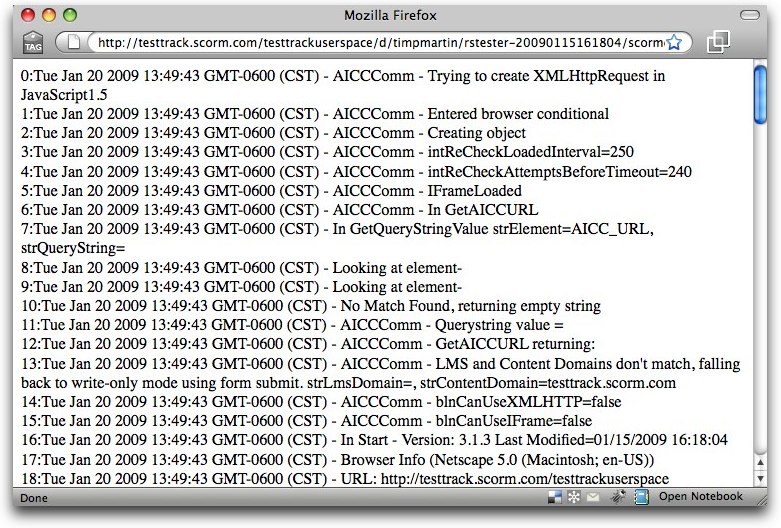 Mozilla Firefox
TAG
http://testtrack.scorm.com/testtrackuserspace/d/timpmartin/rstester-20090115161804/scorm
0:Tue Jan 20 2009 13:49:43 GMT-0600 (CST) - AICCComm - Trying to create XMLHttpRequest in
JavaScript1.5
1:Tue Jan 20 2009 13:49:43 GMT-0600 (CST) - AICCComm - Entered browser conditional
2:Tue Jan 20 2009 13:49:43 GMT-0600 (CST) - AICCComm - Creating object
3:Tue Jan 20 2009 13:49:43 GMT-0600 (CST) - AICCComm - intReCheckLoadedInterval=250
4:Tue Jan 20 2009 13:49:43 GMT-0600 (CST) - AICCComm - intReCheckAttemptsBeforeTimeout=240
5:Tue Jan 20 2009 13:49:43 GMT-0600 (CST) - AICCComm - IFrameLoaded
6:Tue Jan 20 2009 13:49:43 GMT-0600 (CST) - AICCComm - In GetAICCURL
7:Tue Jan 20 2009 13:49:43 GMT-0600 (CST) - In GetQueryStringValue strElement=AICC_URL,
strQueryString=
8:Tue Jan 20 2009 13:49:43 GMT-0600 (CST) - Looking at element-
9:Tue Jan 20 2009 13:49:43 GMT-0600 (CST) - Looking at element-
10:Tue Jan 20 2009 13:49:43 GMT-0600 (CST) - No Match Found, returning empty string
11:Tue Jan 20 2009 13:49:43 GMT-0600 (CST) - AICCComm - Querystring value =
12:Tue Jan 20 2009 13:49:43 GMT-0600 (CST) - AICCComm - GetAICCURL returning:
13:Tue Jan 20 2009 13:49:43 GMT-0600 (CST) - AICCComm - LMS and Content Domains don't match, falling
back to write-only mode using form submit. strLmsDomain=, strContentDomain=testtrack.scorm.com
14:Tue Jan 20 2009 13:49:43 GMT-0600 (CST) - AICCComm - blnCanUseXMLHTTP=false
15:Tue Jan 20 2009 13:49:43 GMT-0600 (CST) - AICCComm - blnCanUseIFrame=false
16:Tue Jan 20 2009 13:49:43 GMT-0600 (CST) - In Start - Version: 3.1.3 Last Modified=01/15/2009 16:18:04
17:Tue Jan 20 2009 13:49:43 GMT-0600 (CST) - Browser Info (Netscape 5.0 (Macintosh; en-US))
18:Tue Jan 20 2009 13:49:43 GMT-0600 (CST) - URL: http://testtrack.scorm.com/testtrackuserspace
Done
Open Notebook